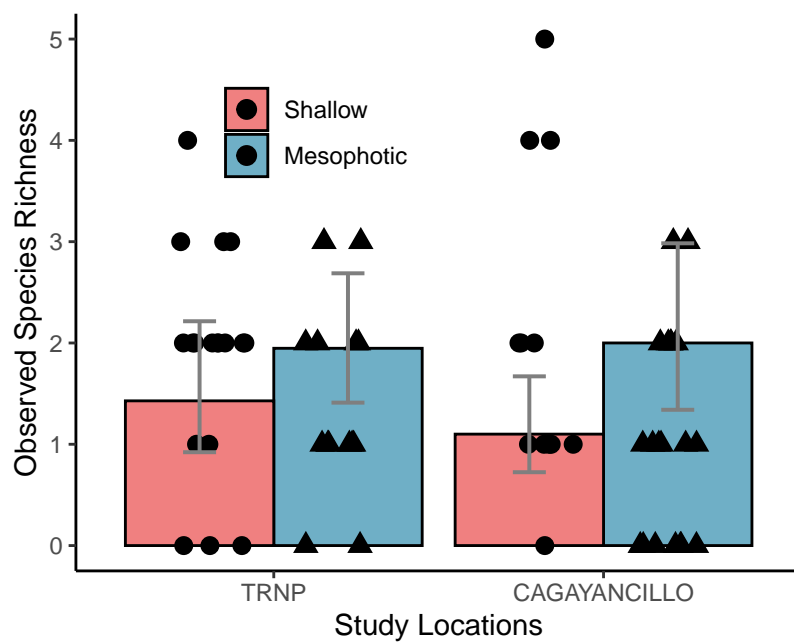 5
4
3
2
1
0
Observed Species Richness
Shallow
Mesophotic
TRNP
CAGAYANCILLO
Study Locations